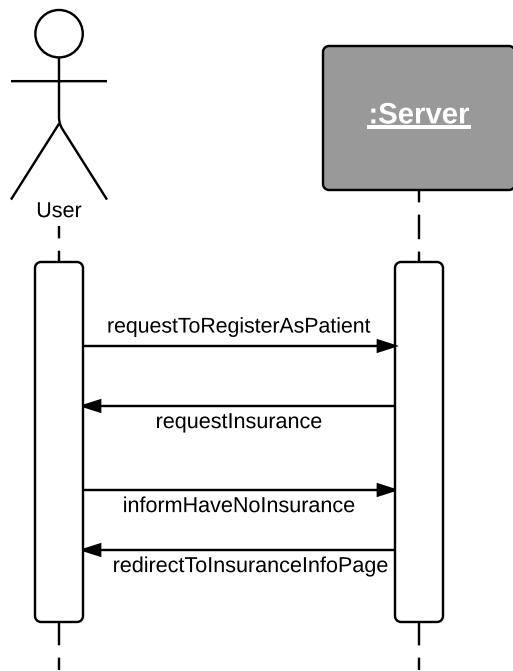 :Server
User
requestToRegisterAsPatient
requestInsurance
informHaveNoInsurance
redirectToInsuranceInfoPage